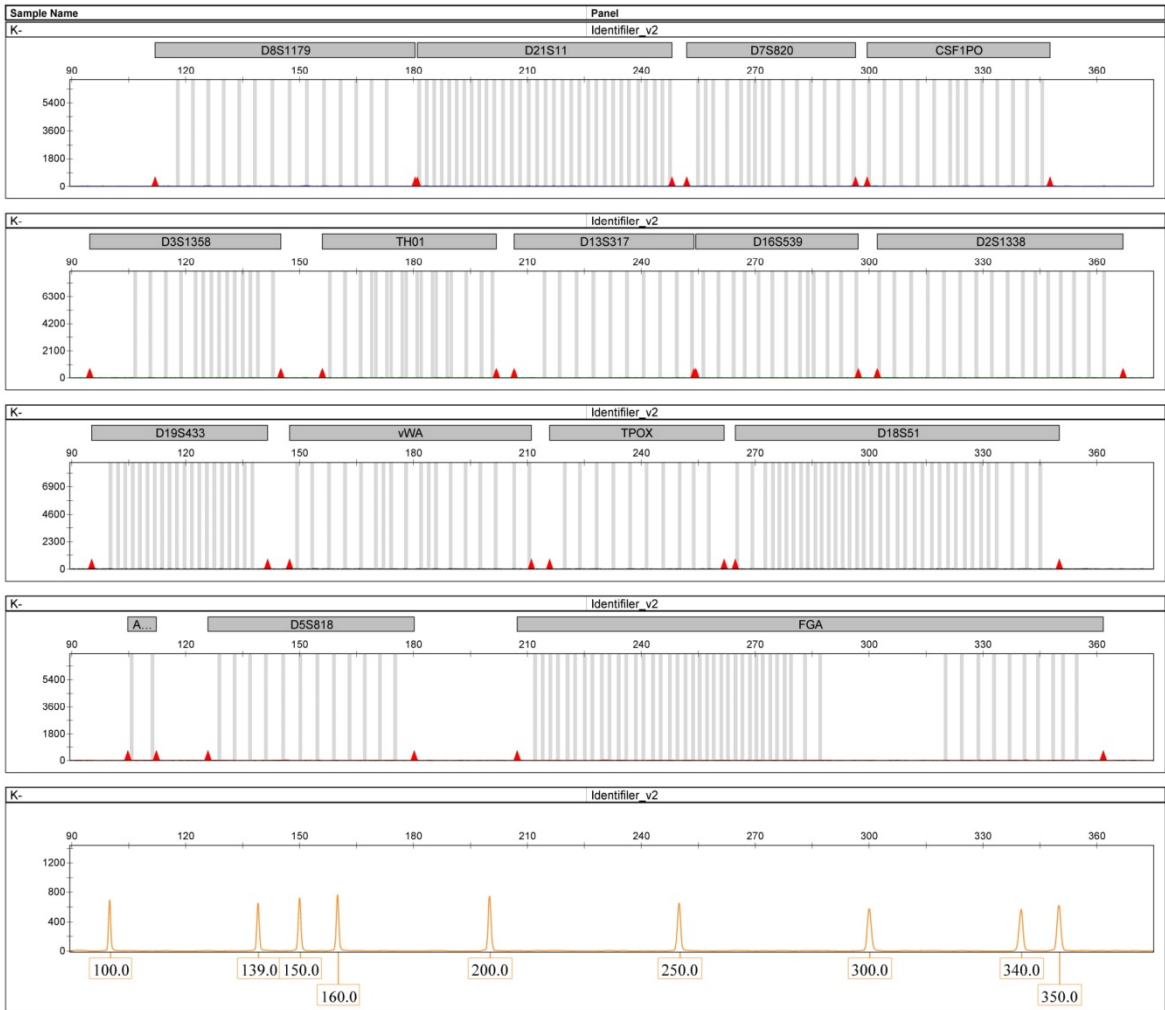 Sample Name Panel
K- Identifiler_v2
D8S1179 D21S11 D7S820 CSF1PO
90 120 150 180 210 240 270 300 330 360
5400
3600
1800
0
K- Identifiler_v2
D3S1358 TH01 D13S317 D16S539 D2S1338
90 120 150 180 210 240 270 300 330 360
6300
4200
2100
0
K- Identifiler_v2
D19S433 vWA TPOX D18S51
90 120 150 180 210 240 270 300 330 360
6900
4600
2300
0
K- Identifiler_v2
A... D5S818 FGA
90 120 150 180 210 240 270 300 330 360
5400
3600
1800
0
K- Identifiler_v2
90 120 150 180 210 240 270 300 330 360
1200
800
400
0
100.0 139.0 150.0 200.0 250.0 300.0 340.0
160.0 350.0